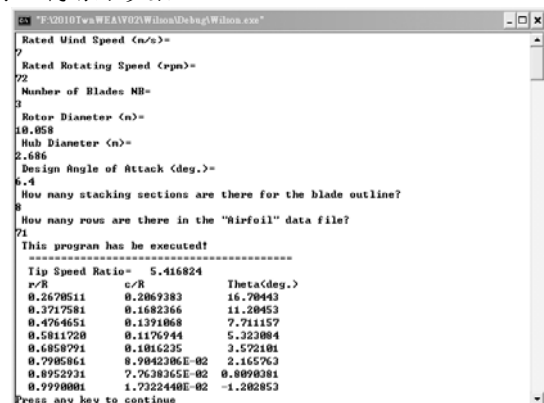 "F:\2010TwnWEA\V02\Wilson\Debug\Wilson.exe"
Rated Wind Speed (m/s)=
7
Rated Rotating Speed (rpm)=
72
Number of Blades NB=
3
Rotor Diameter (m)=
10.058
Hub Diameter (m)=
2.686
Design Angle of Attack (deg.)=
6.4
How many stacking sections are there for the blade outline?
8
How many rows are there in the "Airfoil" data file?
71
This program has be executed!
========================================
Tip Speed Ratio= 5.416824
r/R c/R Theta(deg.)
0.2670511 0.2069383 16.70443
0.3717581 0.1682366 11.20453
0.4764651 0.1391068 7.711157
0.5811720 0.1176944 5.323084
0.6858791 0.1016235 3.572101
0.7905861 8.9042306E-02 2.165763
0.8952931 7.7638365E-02 0.8090381
0.9990001 1.7322440E-02 -1.202853
Press any key to continue